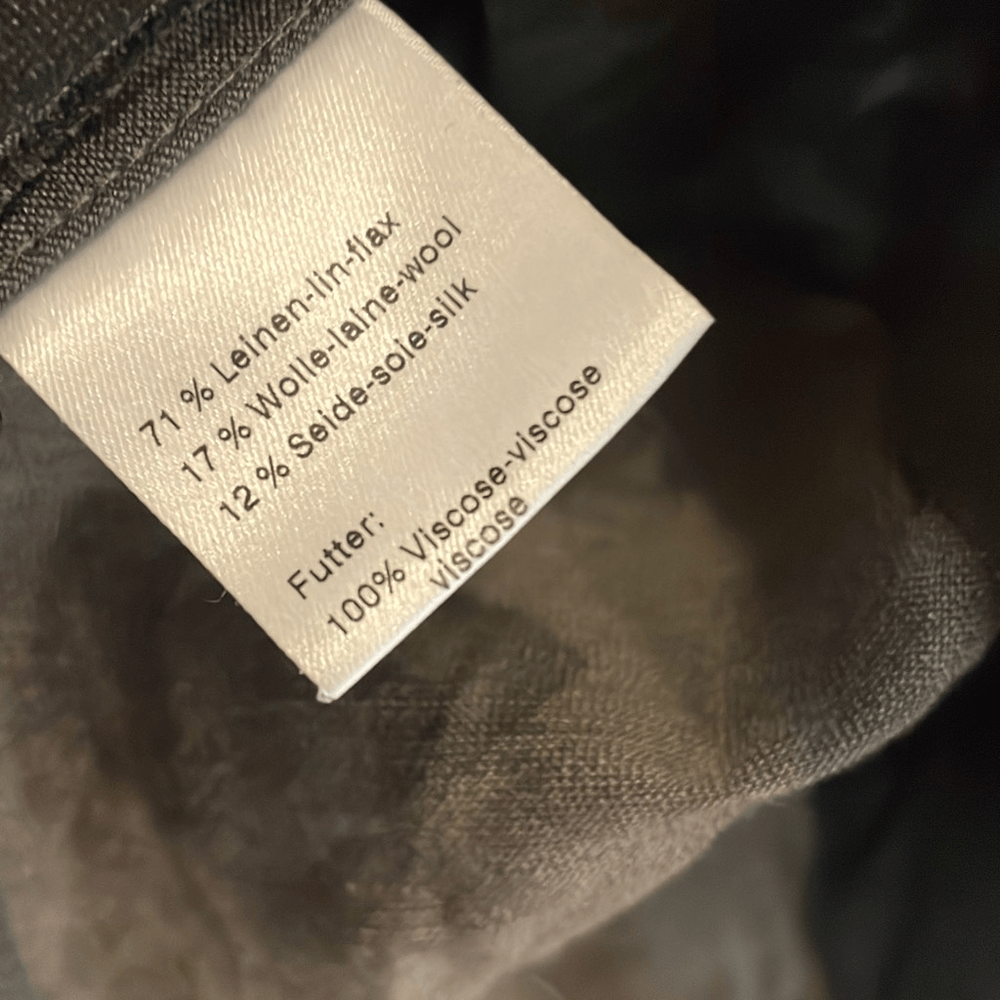 71 % Leinen-lin-flax
17 % Wolle-laine-wool
12 % Seide-soie-silk
Futter:
100% Viscose-viscose
viscose